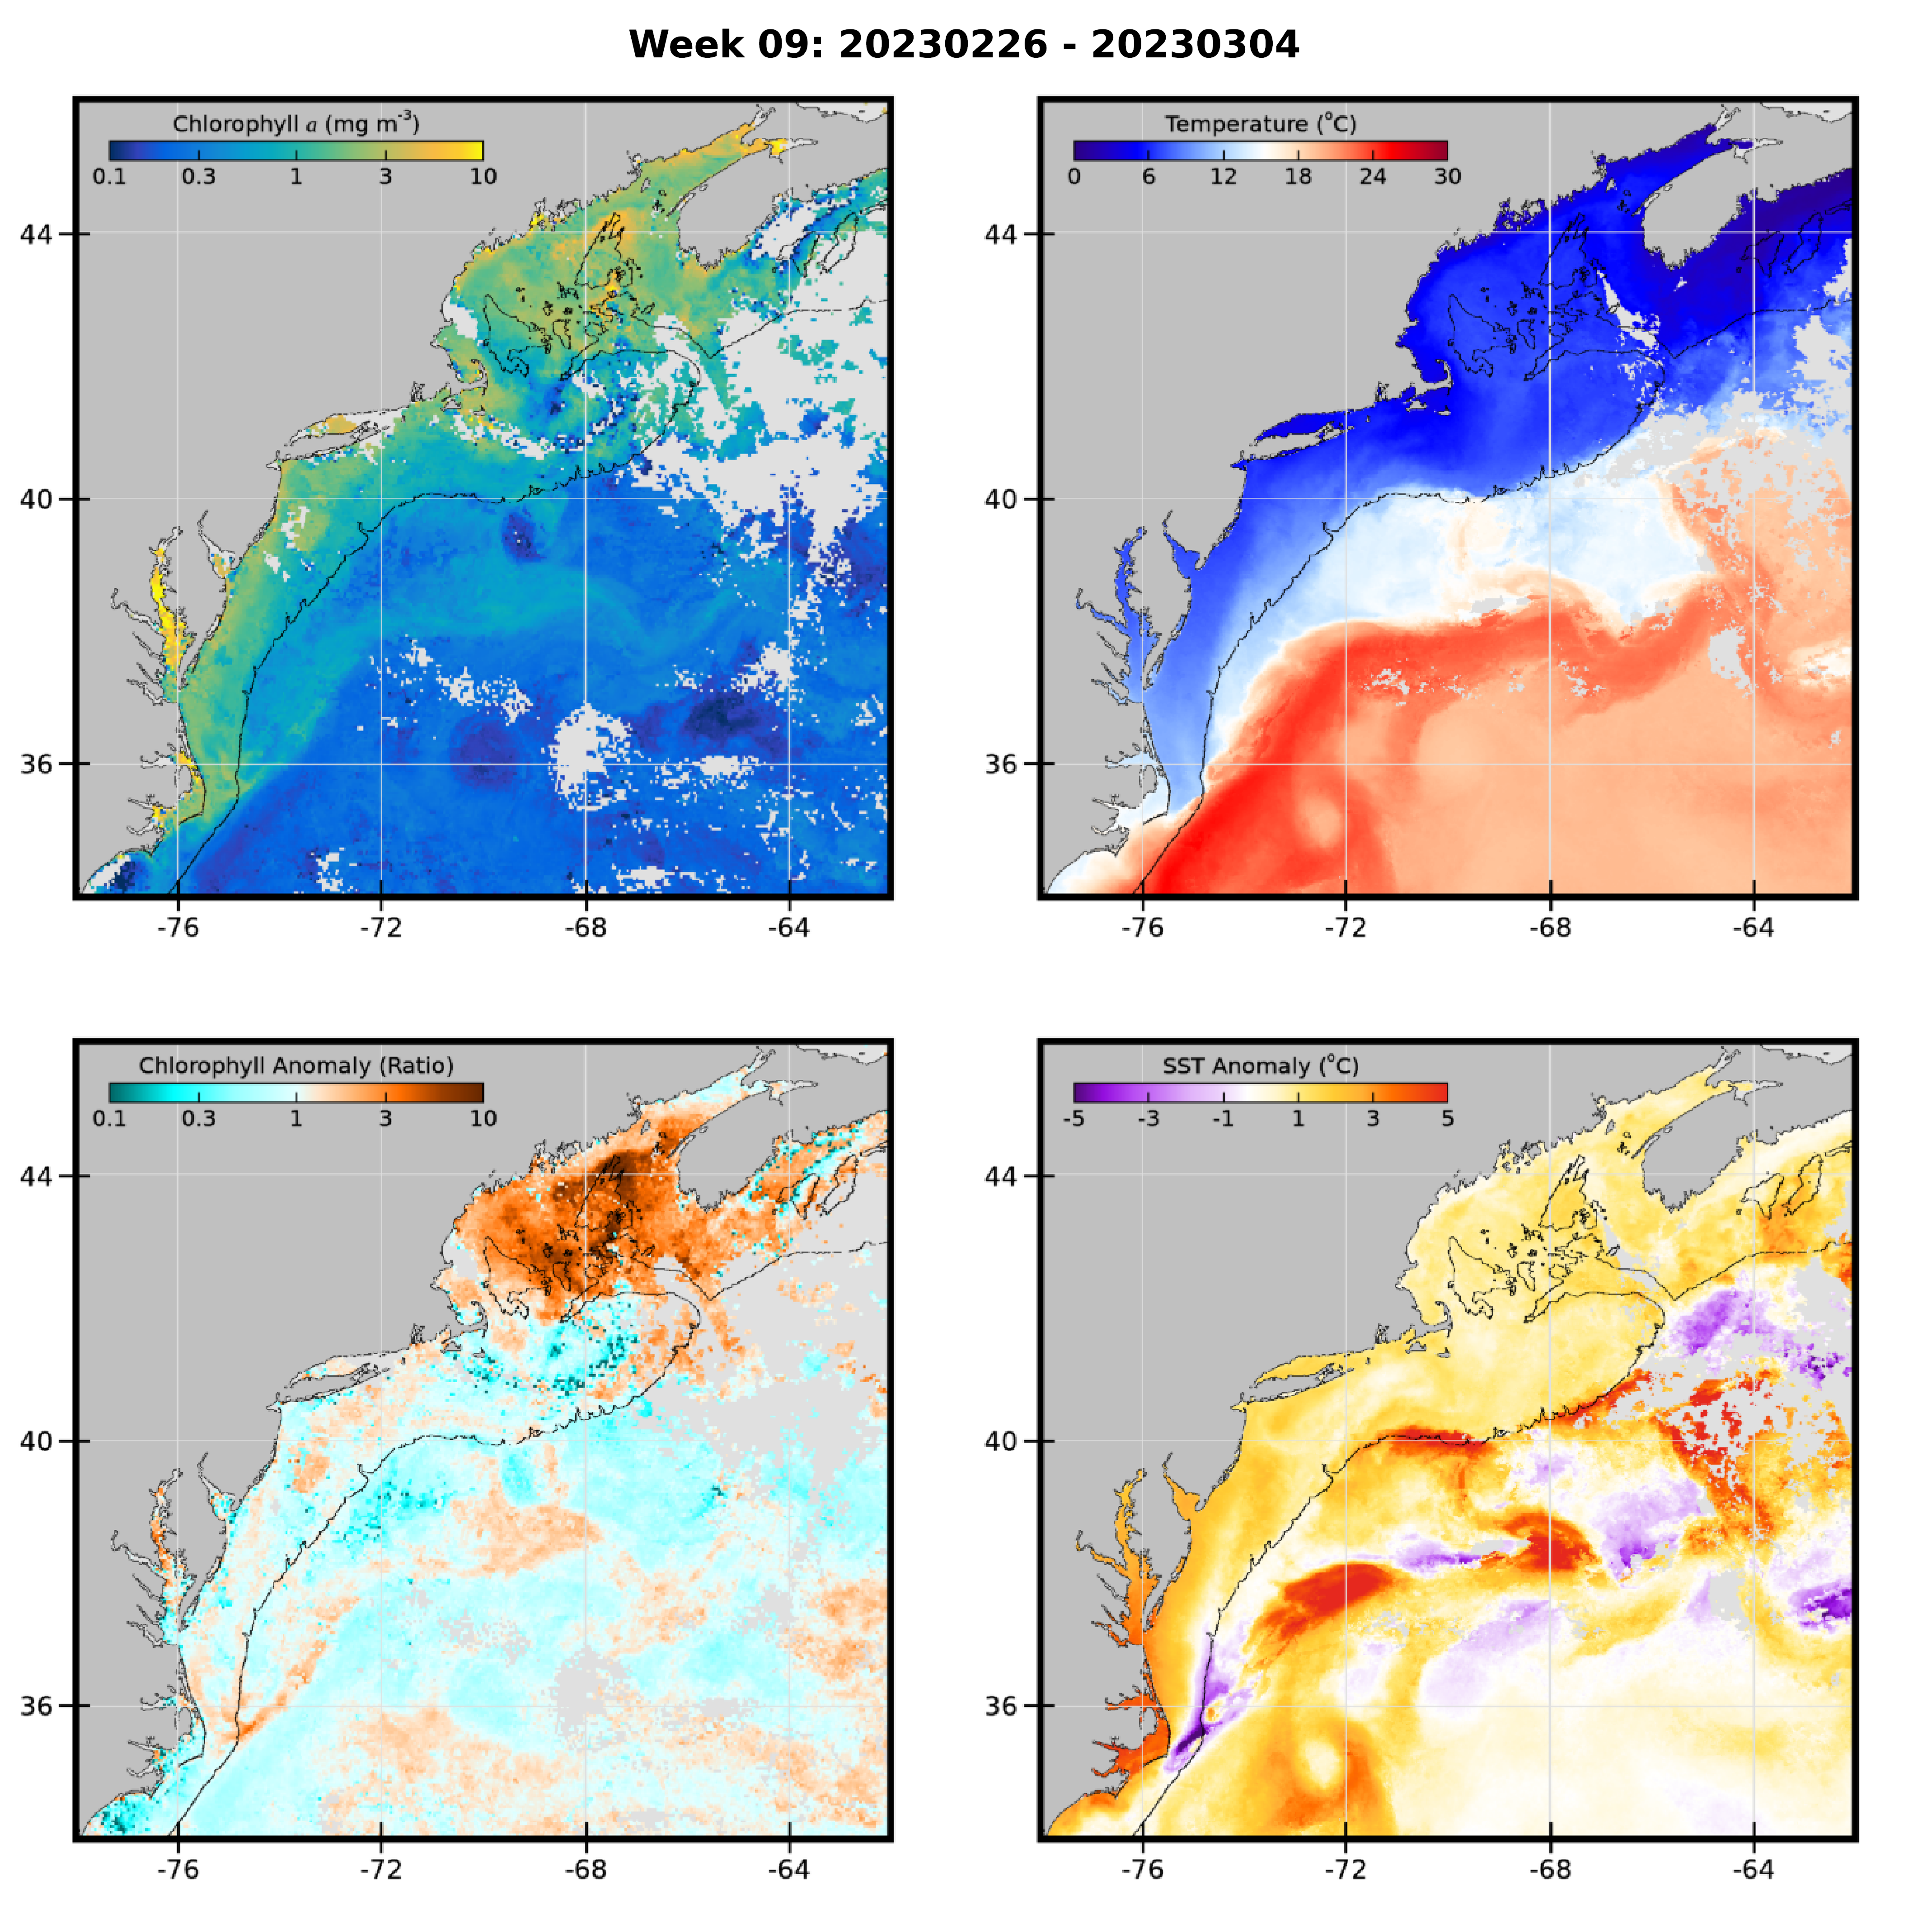 Week 09: 20230226 - 20230304
Chlorophyll a (mg m-3)
0.1 0.3 1 3 10
44
40
36
-76 -72 -68 -64
Temperature (oC)
0 6 12 18 24 30
44
40
36
-76 -72 -68 -64
Chlorophyll Anomaly (Ratio)
0.1 0.3 1 3 10
44
40
36
-76 -72 -68 -64
SST Anomaly (oC)
-5 -3 -1 1 3 5
44
40
36
-76 -72 -68 -64